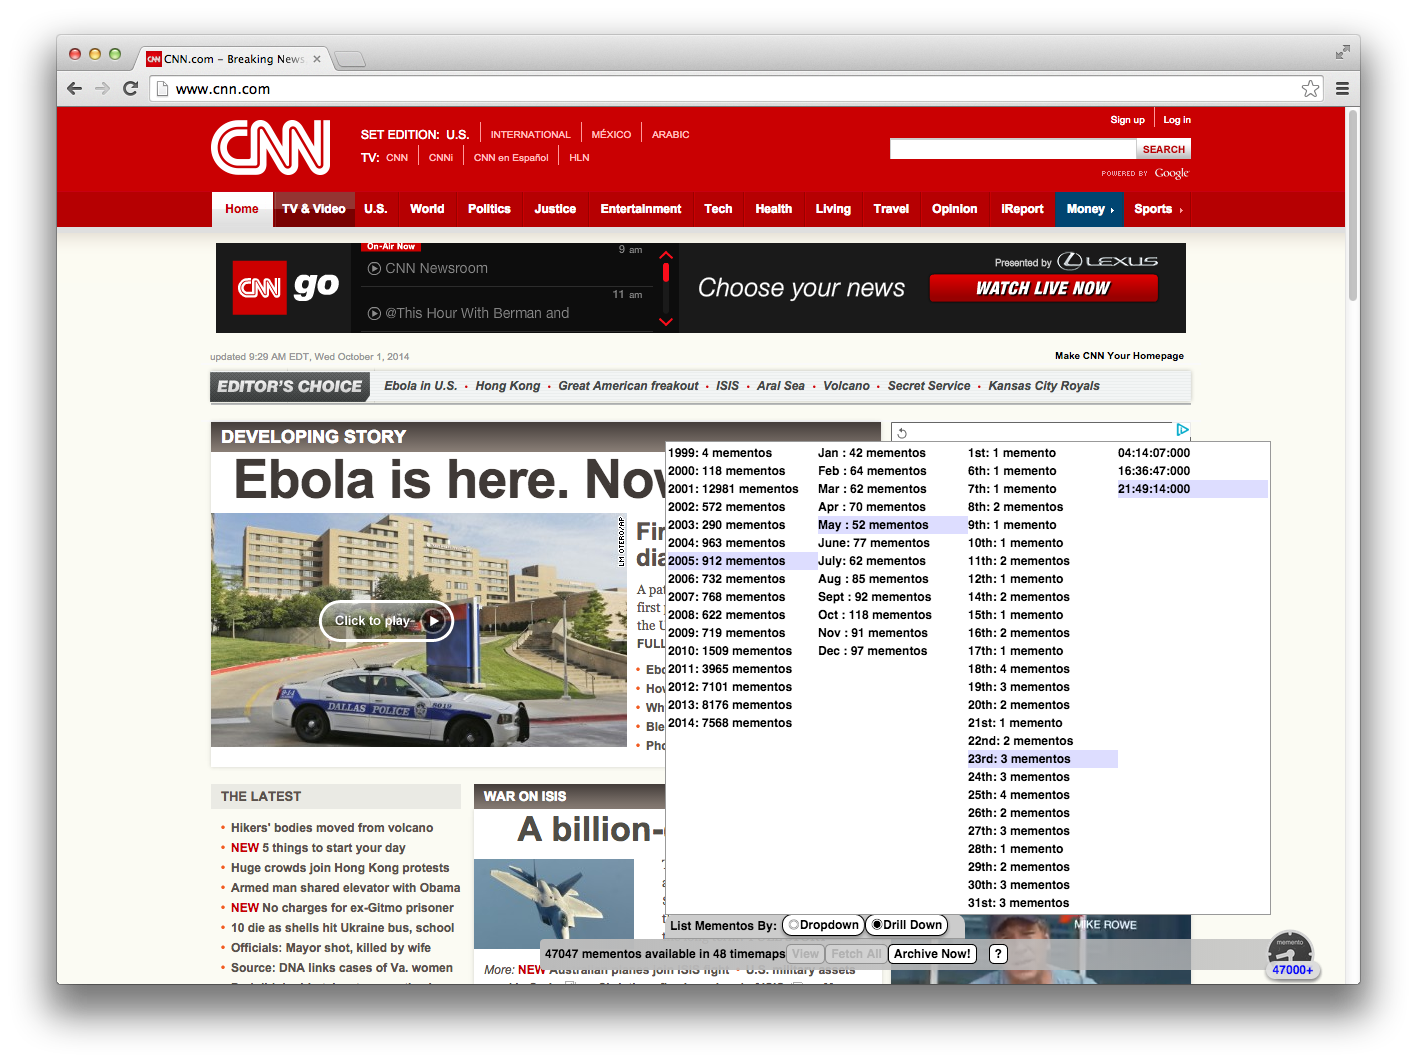 CNN.com – Breaking News,
www.cnn.com
CNN
SET EDITION: U.S. INTERNATIONAL MÉXICO ARABIC
TV: CNN CNNi CNN en Español HLN
Sign up Log in
SEARCH
POWERED BY Google
Home TV & Video U.S. World Politics Justice Entertainment Tech Health Living Travel Opinion iReport Money Sports
CNN go
On-Air Now
9 am
CNN Newsroom
11 am
@This Hour With Berman and
Choose your news
Presented by LEXUS
WATCH LIVE NOW
updated 9:29 AM EDT, Wed October 1, 2014
Make CNN Your Homepage
EDITOR'S CHOICE Ebola in U.S. • Hong Kong • Great American freakout • ISIS • Aral Sea • Volcano • Secret Service • Kansas City Royals
DEVELOPING STORY
Ebola is here. Nov
LM OTERO/AP
Click to play
DALLAS POLICE
Fir
dia
A pat
first
the U
FULL
• Ebo
• Hov
• Wh
• Ble
• Pho
1999: 4 mementos
2000: 118 mementos
2001: 12981 mementos
2002: 572 mementos
2003: 290 mementos
2004: 963 mementos
2005: 912 mementos
2006: 732 mementos
2007: 768 mementos
2008: 622 mementos
2009: 719 mementos
2010: 1509 mementos
2011: 3965 mementos
2012: 7101 mementos
2013: 8176 mementos
2014: 7568 mementos
Jan : 42 mementos
Feb : 64 mementos
Mar : 62 mementos
Apr : 70 mementos
May : 52 mementos
June: 77 mementos
July: 62 mementos
Aug : 85 mementos
Sept : 92 mementos
Oct : 118 mementos
Nov : 91 mementos
Dec : 97 mementos
1st: 1 memento
6th: 1 memento
7th: 1 memento
8th: 2 mementos
9th: 1 memento
10th: 1 memento
11th: 2 mementos
12th: 1 memento
14th: 2 mementos
15th: 1 memento
16th: 2 mementos
17th: 1 memento
18th: 4 mementos
19th: 3 mementos
20th: 2 mementos
21st: 1 memento
22nd: 2 mementos
23rd: 3 mementos
24th: 3 mementos
25th: 4 mementos
26th: 2 mementos
27th: 3 mementos
28th: 1 memento
29th: 2 mementos
30th: 3 mementos
31st: 3 mementos
04:14:07:000
16:36:47:000
21:49:14:000
THE LATEST
• Hikers' bodies moved from volcano
• NEW 5 things to start your day
• Huge crowds join Hong Kong protests
• Armed man shared elevator with Obama
• NEW No charges for ex-Gitmo prisoner
• 10 die as shells hit Ukraine bus, school
• Officials: Mayor shot, killed by wife
• Source: DNA links cases of Va. women
WAR ON ISIS
A billion-
More: NEW Australian planes join ISIS fight • U.S. military assets
MIKE ROWE
List Mementos By: Dropdown Drill Down
47047 mementos available in 48 timemaps View Fetch All Archive Now! ?
memento
47000+